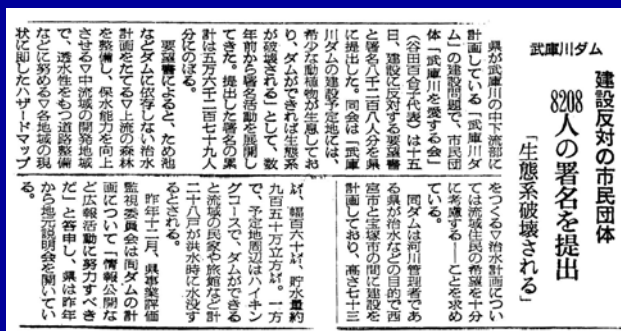 武庫川ダム
建設反対の市民団体
8208人の署名を提出
「生態系破壊される」
県が武庫川の中下流部に
計画している「武庫川ダ
ム」の建設問題で、市民団
体「武庫川を愛する会」
(谷田百合子代表)は十五
日、建設に反対する要望書
と署名八千二百八人分を県
に提出した。同会は「武庫
川ダムの建設予定地には、
希少な動植物が生息してお
り、ダムができれば生態系
が破壊される」として、数
年前から署名活動を展開し
てきた。提出した署名の累
計は五万六千二百七十九人
分にのぼる。
要望書によると、ため池
などダムに依存しない治水
計画をたてる▽上流の森林
を整備し、保水能力を向上
させる▽中流域の開発地域
で、透水性をもつ道路整備
などに努める▽各地域の現
状に即したハザードマップ
をつくる▽治水計画につい
ては流域住民の希望を十分
に考慮する――ことを求め
ている。
同ダムは河川管理者であ
る県が治水などの目的で西
宮市と宝塚市の間に建設を
計画しており、高さ七十三
㍍、幅百六十㍍、貯水量約
九百五十万立方㍍。一方
で、予定地周辺はハイキン
グコースで、ダムができる
と流域の民家や旅館など計
二十八戸が洪水時に水没す
るとされる。
昨年十二月、県事業評価
監視委員会は同ダムの計
画について「情報公開な
ど広報活動に努力すべき
だ」と答申し、県は昨年
から地元説明会を開いてい
る。